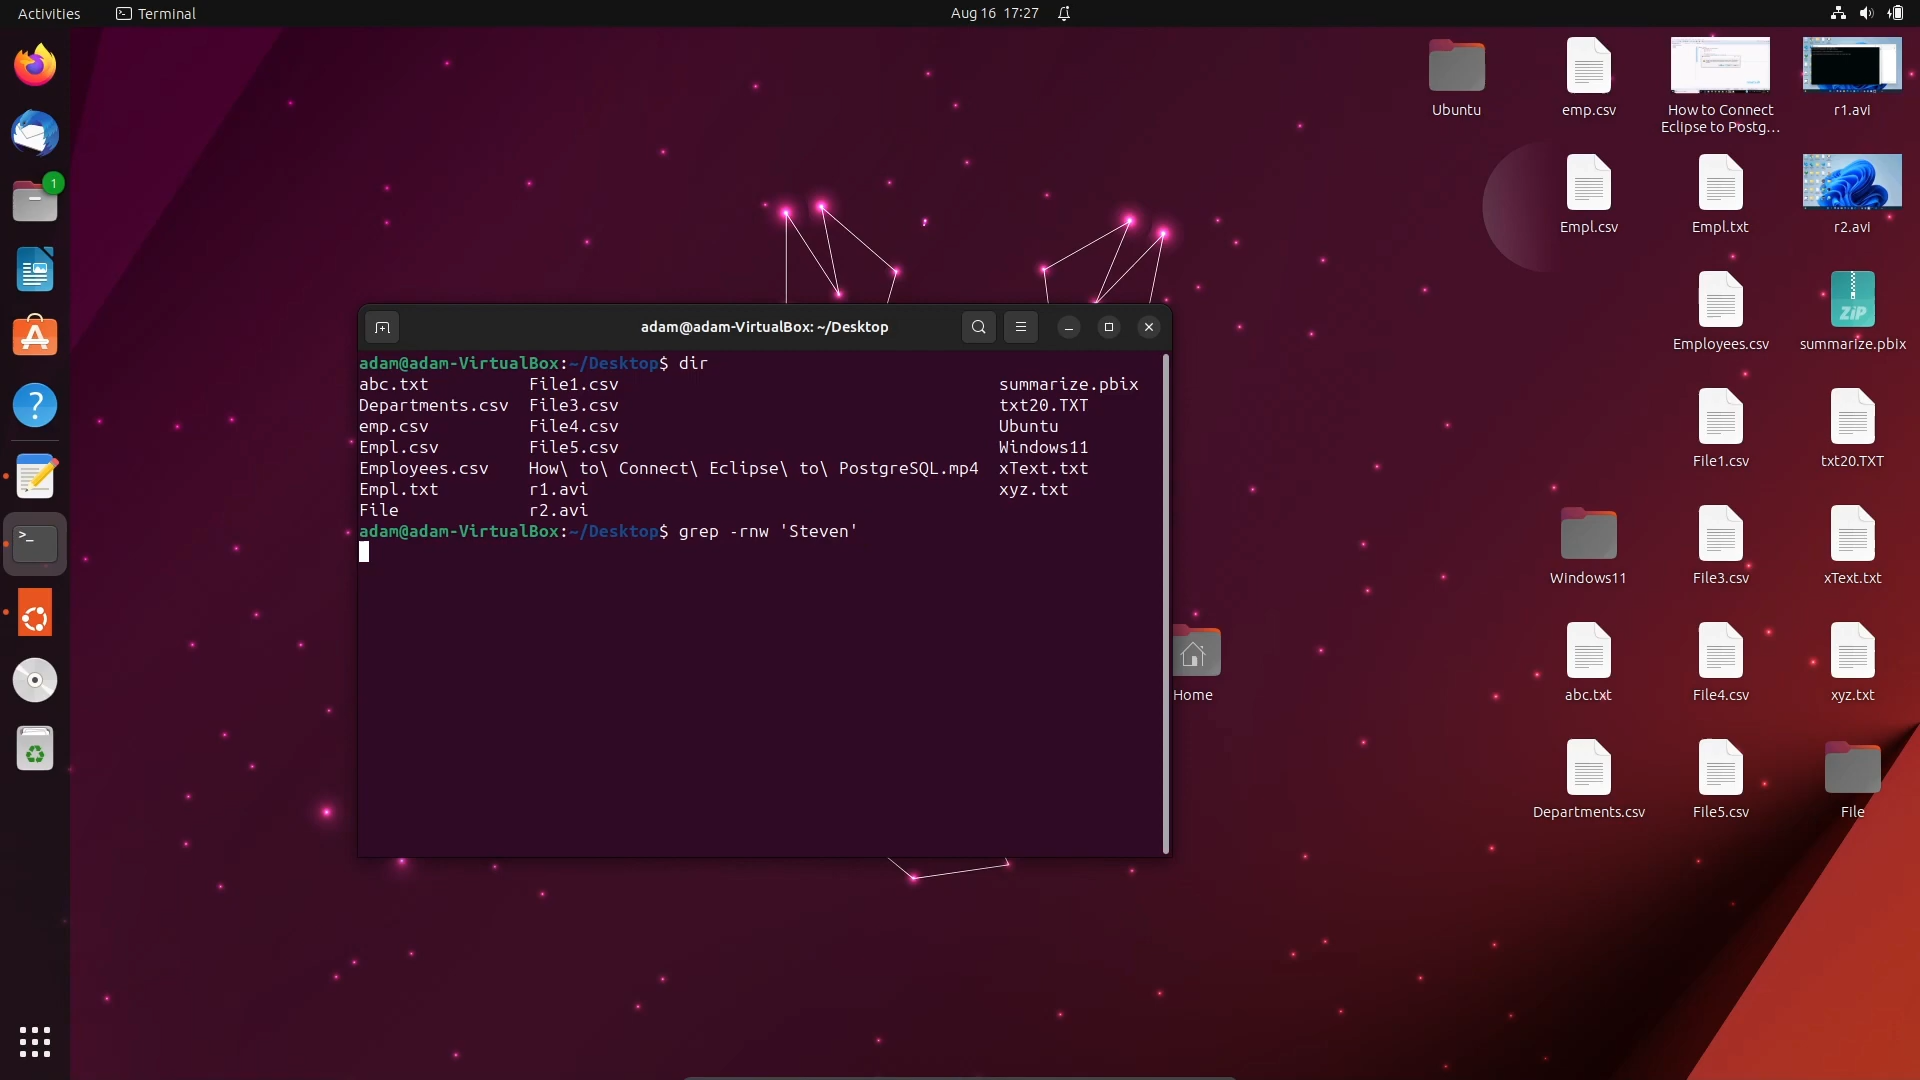 Activities
Terminal
Aug 16 17:27
1
Ubuntu
emp.csv
How to Connect
Eclipse to Postg...
r1.avi
Empl.csv
Empl.txt
r2.avi
Employees.csv
ZiP
summarize.pbix
File1.csv
txt20.TXT
Windows11
File3.csv
xText.txt
Home
abc.txt
File4.csv
xyz.txt
Departments.csv
File5.csv
File
adam@adam-VirtualBox: ~/Desktop
adam@adam-VirtualBox:~/Desktop$ dir
abc.txt File1.csv summarize.pbix
Departments.csv File3.csv txt20.TXT
emp.csv File4.csv Ubuntu
Empl.csv File5.csv Windows11
Employees.csv How\ to\ Connect\ Eclipse\ to\ PostgreSQL.mp4 xText.txt
Empl.txt r1.avi xyz.txt
File r2.avi
adam@adam-VirtualBox:~/Desktop$ grep -rnw 'Steven'